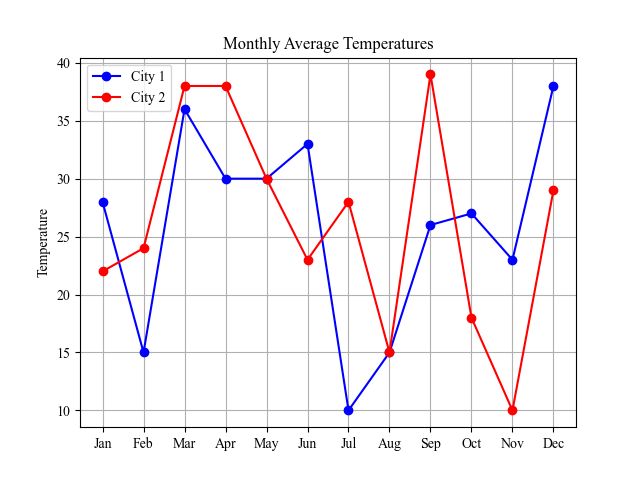 Monthly Average Temperatures
City 1
City 2
Temperature
40
35
30
25
20
15
10
Jan Feb Mar Apr May Jun Jul Aug Sep Oct Nov Dec